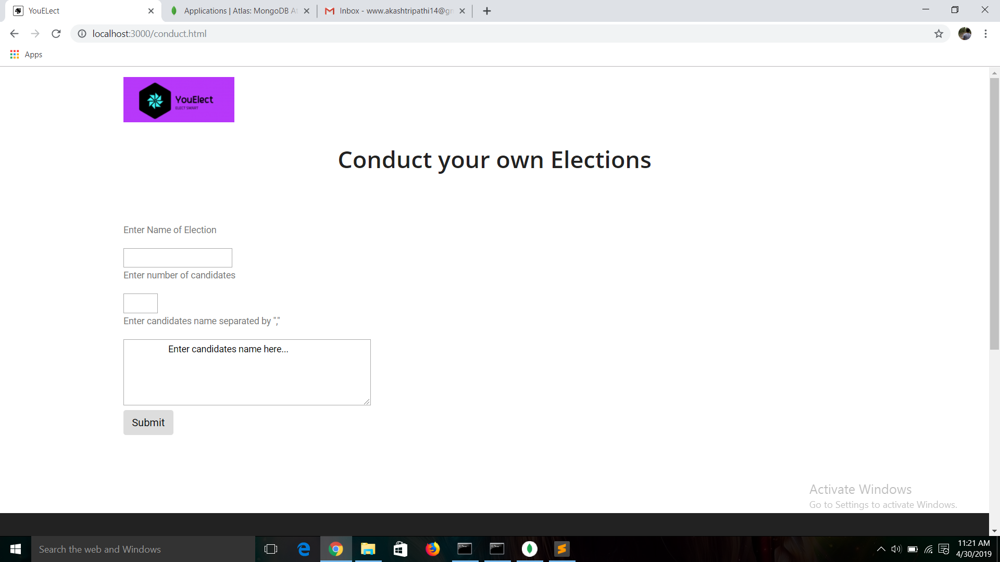 YouELect
Applications | Atlas: MongoDB At
Inbox - www.akashtripathi14@gm
localhost:3000/conduct.html
Apps
YouElect
ELECT SMART
Conduct your own Elections
Enter Name of Election
Enter number of candidates
Enter candidates name separated by ","
Enter candidates name here...
Submit
Activate Windows
Go to Settings to activate Windows.
Search the web and Windows
11:21 AM
4/30/2019